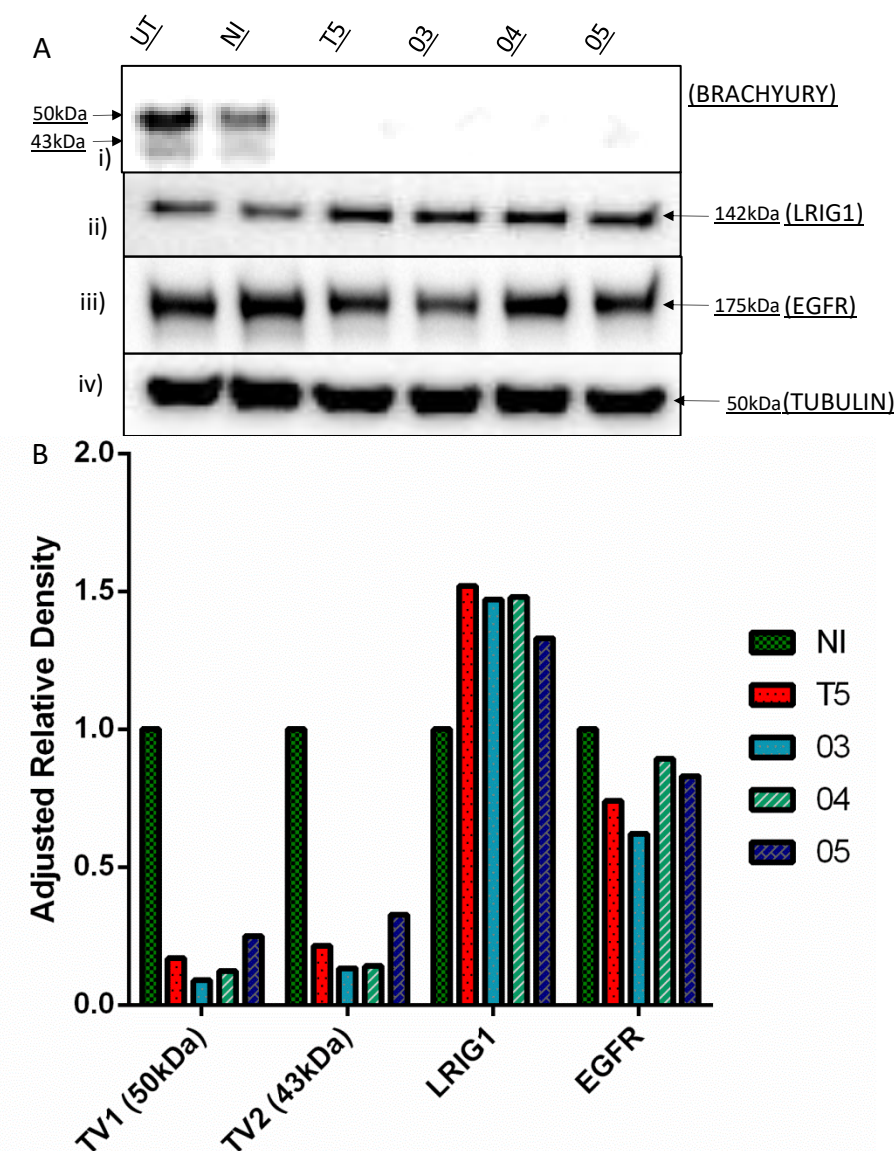 A
UT NI T5 03 04 05
(BRACHYURY)
50kDa
43kDa
i)
ii)
142kDa (LRIG1)
iii)
175kDa (EGFR)
iv)
50kDa (TUBULIN)
B
2.0
1.5
1.0
0.5
0.0
Adjusted Relative Density
TV1 (50kDa)
TV2 (43kDa)
LRIG1
EGFR
NI
T5
03
04
05